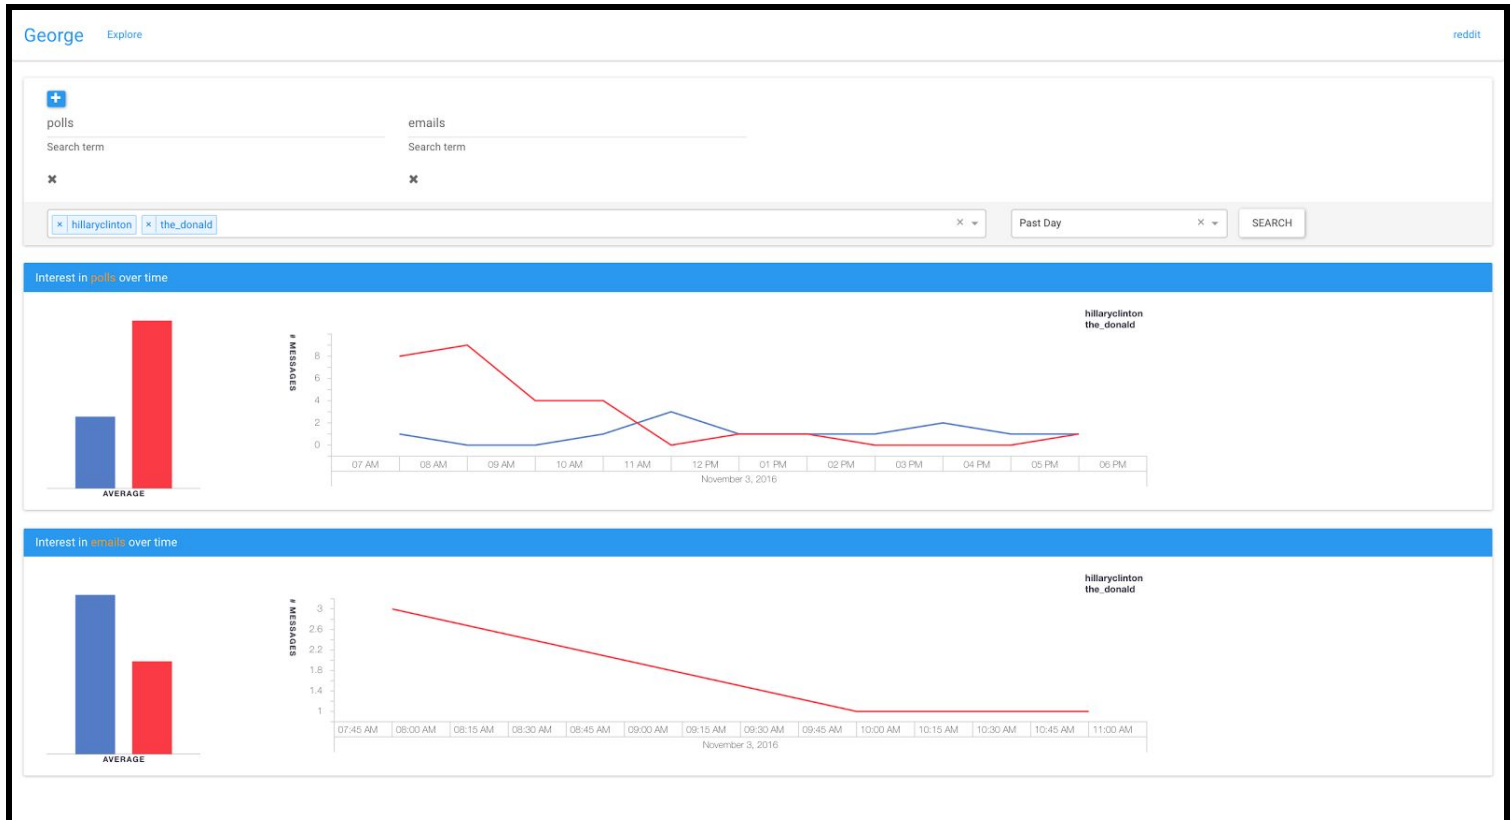 George Explore reddit
polls emails
Search term Search term
× hillaryclinton × the_donald × Past Day × SEARCH
Interest in polls over time
hillaryclinton
the_donald
# MESSAGES
8
6
4
2
0
07 AM 08 AM 09 AM 10 AM 11 AM 12 PM 01 PM 02 PM 03 PM 04 PM 05 PM 06 PM
November 3, 2016
AVERAGE
Interest in emails over time
hillaryclinton
the_donald
# MESSAGES
3
2.6
2.2
1.8
1.4
1
07:45 AM 08:00 AM 08:15 AM 08:30 AM 08:45 AM 09:00 AM 09:15 AM 09:30 AM 09:45 AM 10:00 AM 10:15 AM 10:30 AM 10:45 AM 11:00 AM
November 3, 2016
AVERAGE